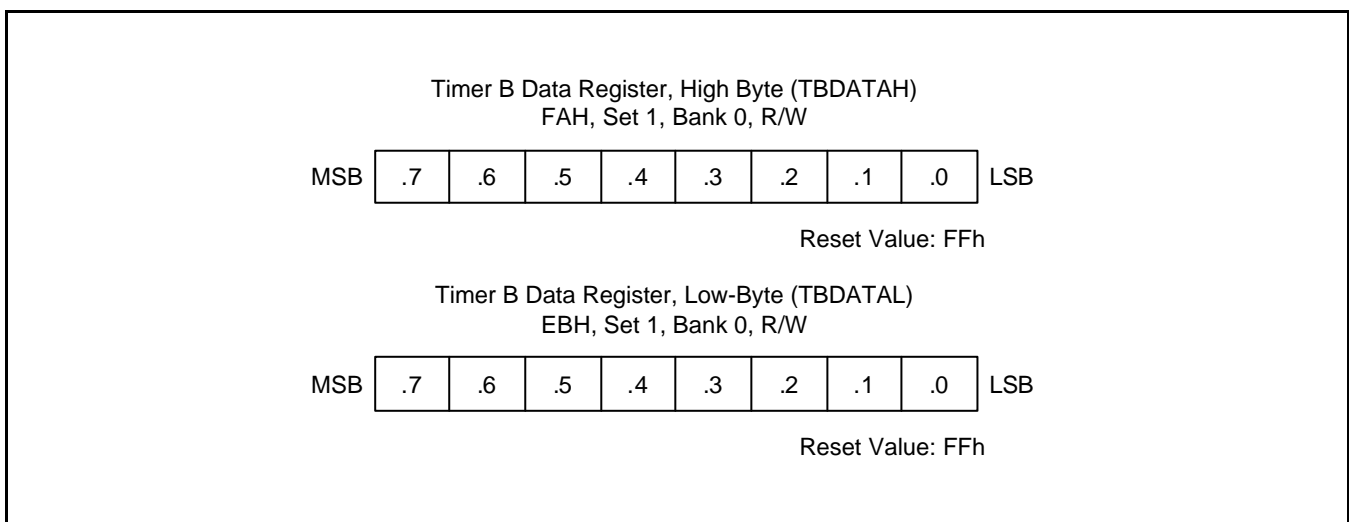 Timer B Data Register, High Byte (TBDATAH)
FAH, Set 1, Bank 0, R/W
MSB .7 .6 .5 .4 .3 .2 .1 .0 LSB
Reset Value: FFh
Timer B Data Register, Low-Byte (TBDATAL)
EBH, Set 1, Bank 0, R/W
MSB .7 .6 .5 .4 .3 .2 .1 .0 LSB
Reset Value: FFh